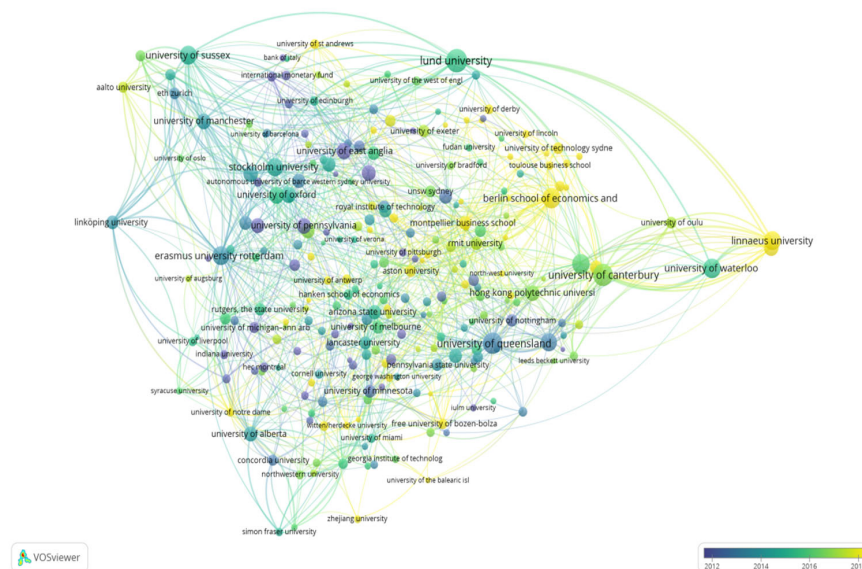 university of st andrews
university of sussex
bank of italy
lund university
international monetary fund
university of the west of engl
aalto university
eth zurich
university of edinburgh
university of derby
university of manchester
university of barcelona
university of exeter
university of lincoln
university of east anglia
fudan university
university of technology sydne
university of oslo
stockholm university
university of bradford
toulouse business school
autonomous university of barce
western sydney university
university of oxford
unsw sydney
berlin school of economics and
royal institute of technology
linköping university
university of pennsylvania
montpellier business school
university of oulu
university of verona
rmit university
linnaeus university
erasmus university rotterdam
university of pittsburgh
university of augsburg
aston university
north-west university
university of canterbury
university of waterloo
university of antwerp
hanken school of economics
hong kong polytechnic universi
rutgers, the state university
arizona state university
university of michigan-ann arb
university of melbourne
university of nottingham
university of liverpool
lancaster university
university of queensland
indiana university
hec montreal
pennsylvania state university
leeds beckett university
cornell university
george washington university
syracuse university
university of minnesota
university of notre dame
iulm university
witten/herdecke university
free university of bozen-bolza
university of alberta
university of miami
concordia university
georgia institute of technolog
northwestern university
university of the balearic isl
zhejiang university
simon fraser university
VOSviewer
2012 2014 2016